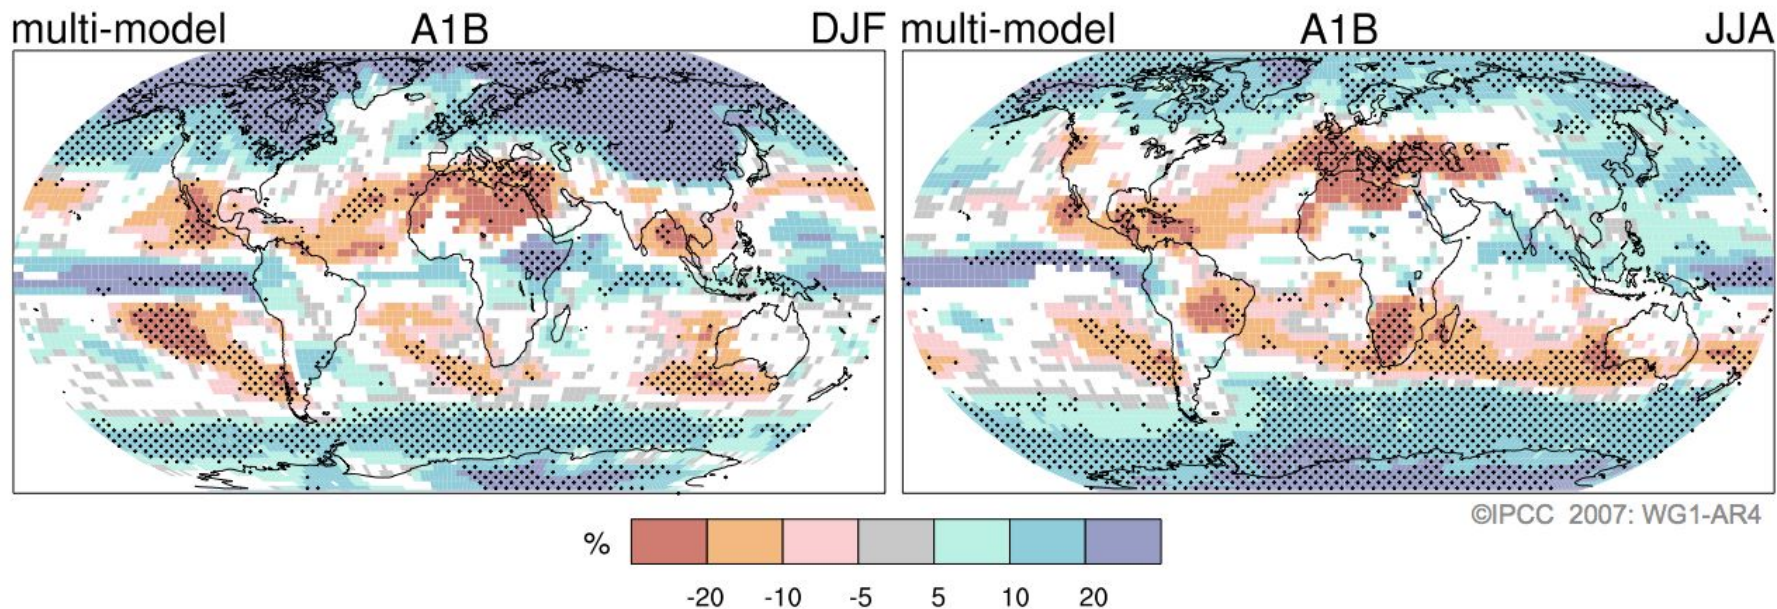 multi-model A1B DJF
multi-model A1B JJA
©IPCC 2007: WG1-AR4
%
-20 -10 -5 5 10 20